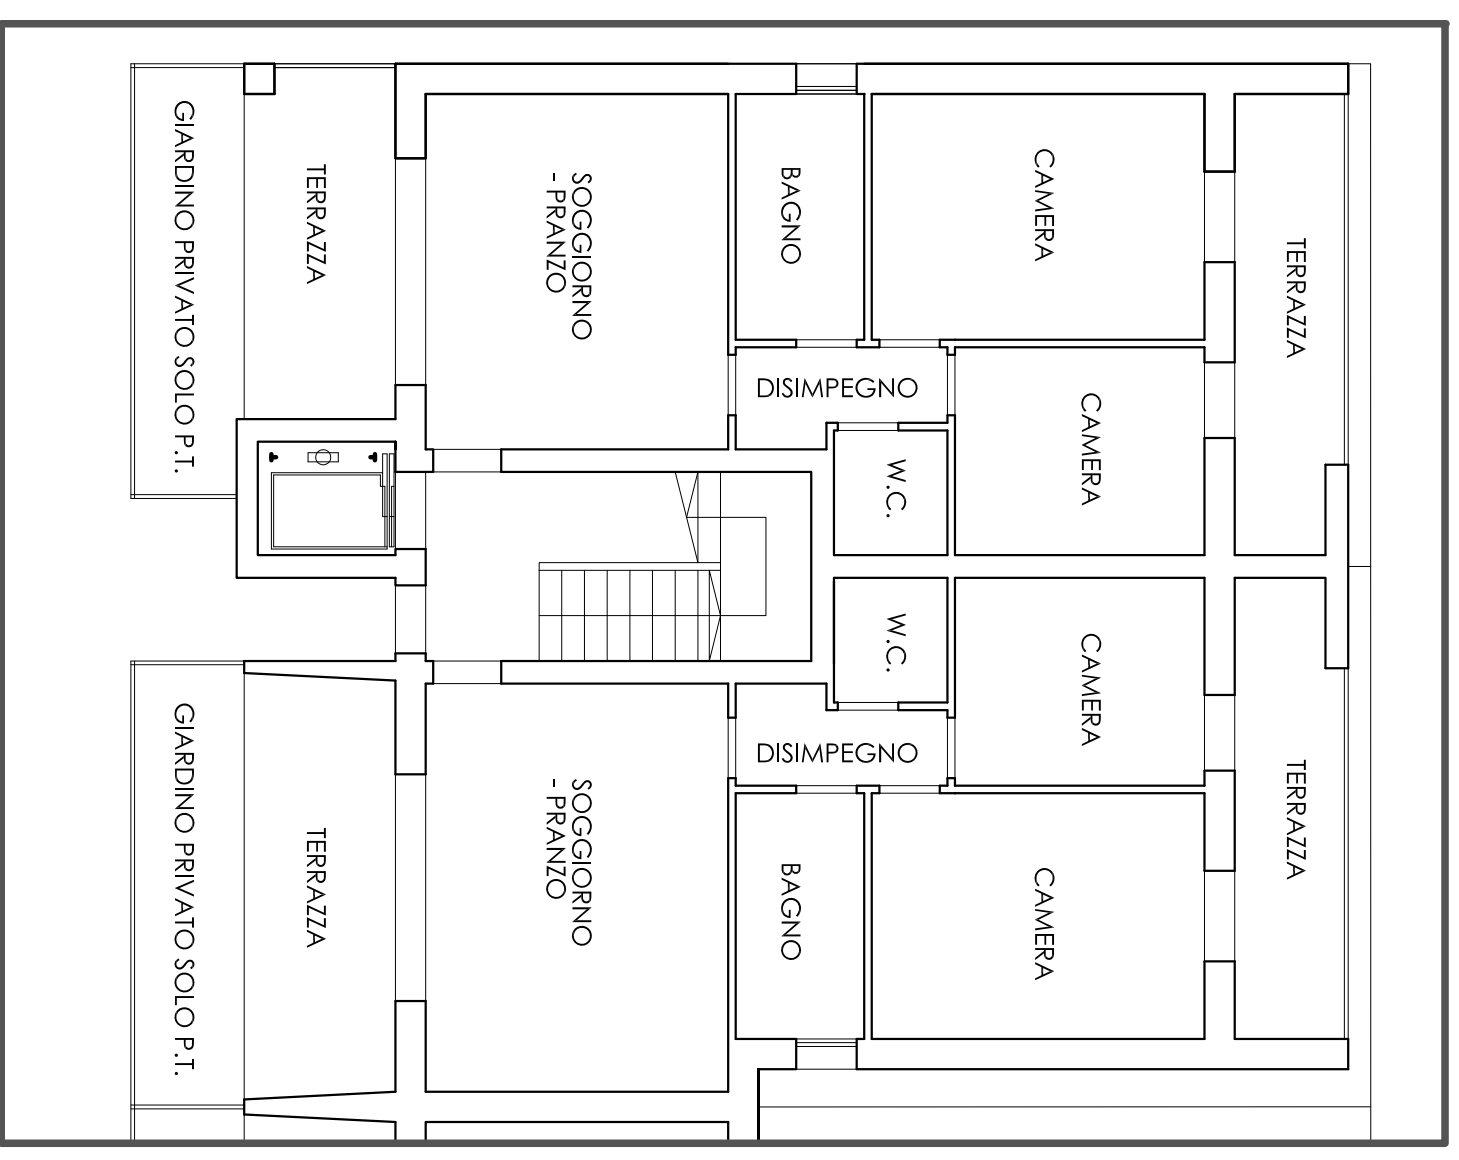 GIARDINO PRIVATO SOLO P.T.
TERRAZZA
SOGGIORNO
- PRANZO
BAGNO
CAMERA
TERRAZZA
DISIMPEGNO
CAMERA
W.C.
W.C.
CAMERA
DISIMPEGNO
GIARDINO PRIVATO SOLO P.T.
TERRAZZA
SOGGIORNO
- PRANZO
BAGNO
CAMERA
TERRAZZA